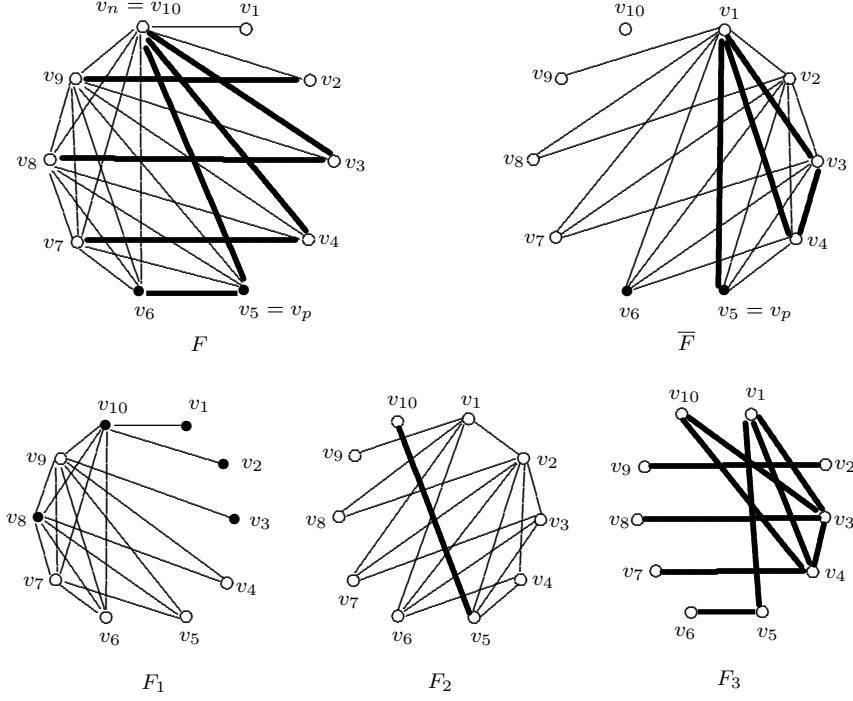 v_n = v_10 v_1 v_10 v_1
v_9 v_2 v_9 v_2
v_8 v_3 v_8 v_3
v_7 v_4 v_7 v_4
v_6 v_5 = v_p v_6 v_5 = v_p
F F̅
v_10 v_1 v_10 v_1 v_10 v_1
v_9 v_2 v_9 v_2 v_9 v_2
v_8 v_3 v_8 v_3 v_8 v_3
v_7 v_4 v_7 v_4 v_7 v_4
v_6 v_5 v_6 v_5 v_6 v_5
F_1 F_2 F_3